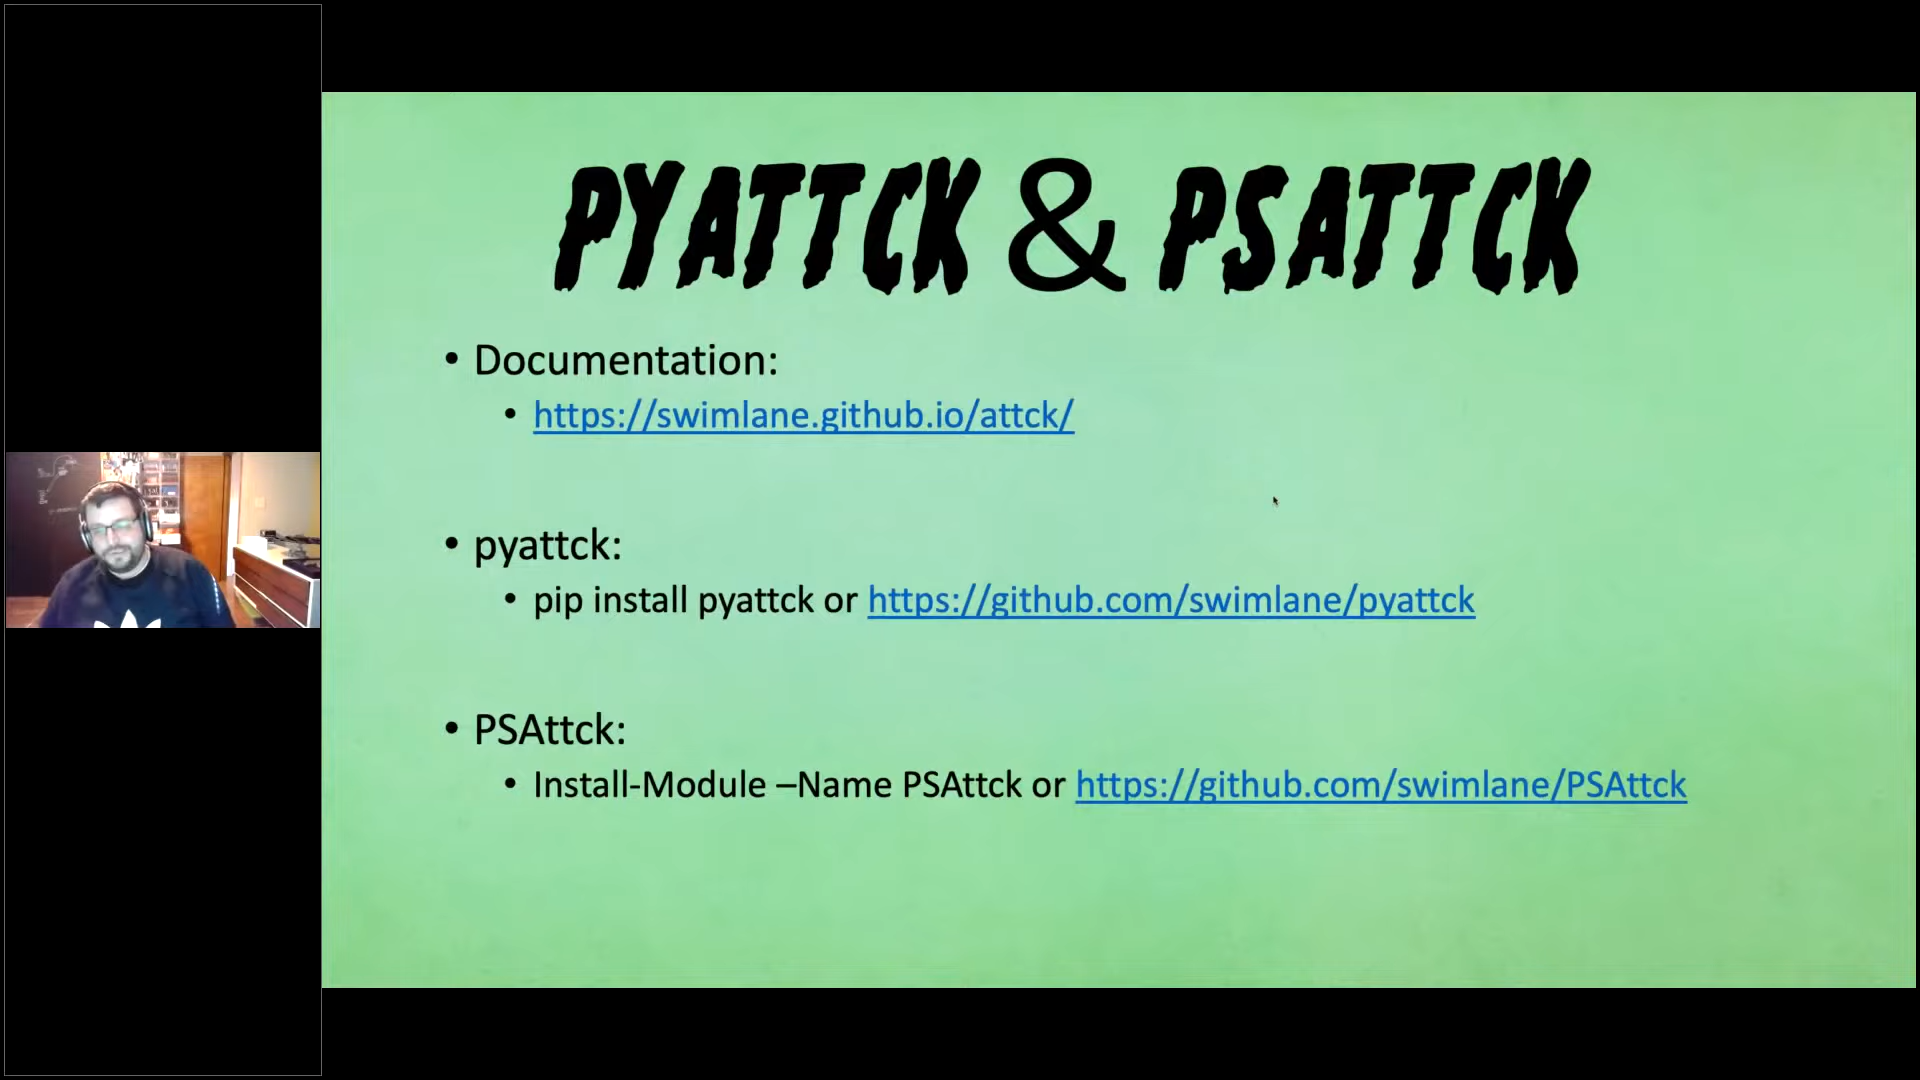 PYATTCK & PSATTCK
• Documentation:
• https://swimlane.github.io/attck/
• pyattck:
• pip install pyattck or https://github.com/swimlane/pyattck
• PSAttck:
• Install-Module –Name PSAttck or https://github.com/swimlane/PSAttck